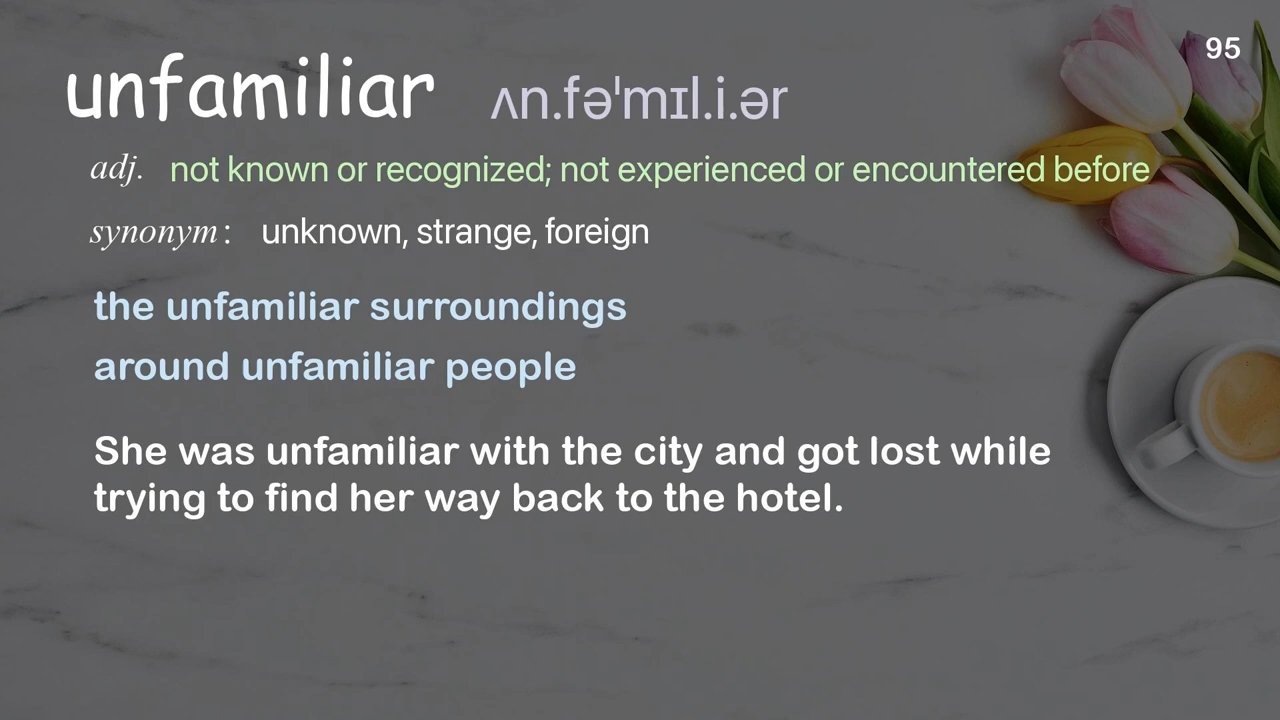 95
unfamiliar ʌn.fəˈmɪl.i.ər
adj. not known or recognized; not experienced or encountered before
synonym: unknown, strange, foreign
the unfamiliar surroundings
around unfamiliar people
She was unfamiliar with the city and got lost while
trying to find her way back to the hotel.